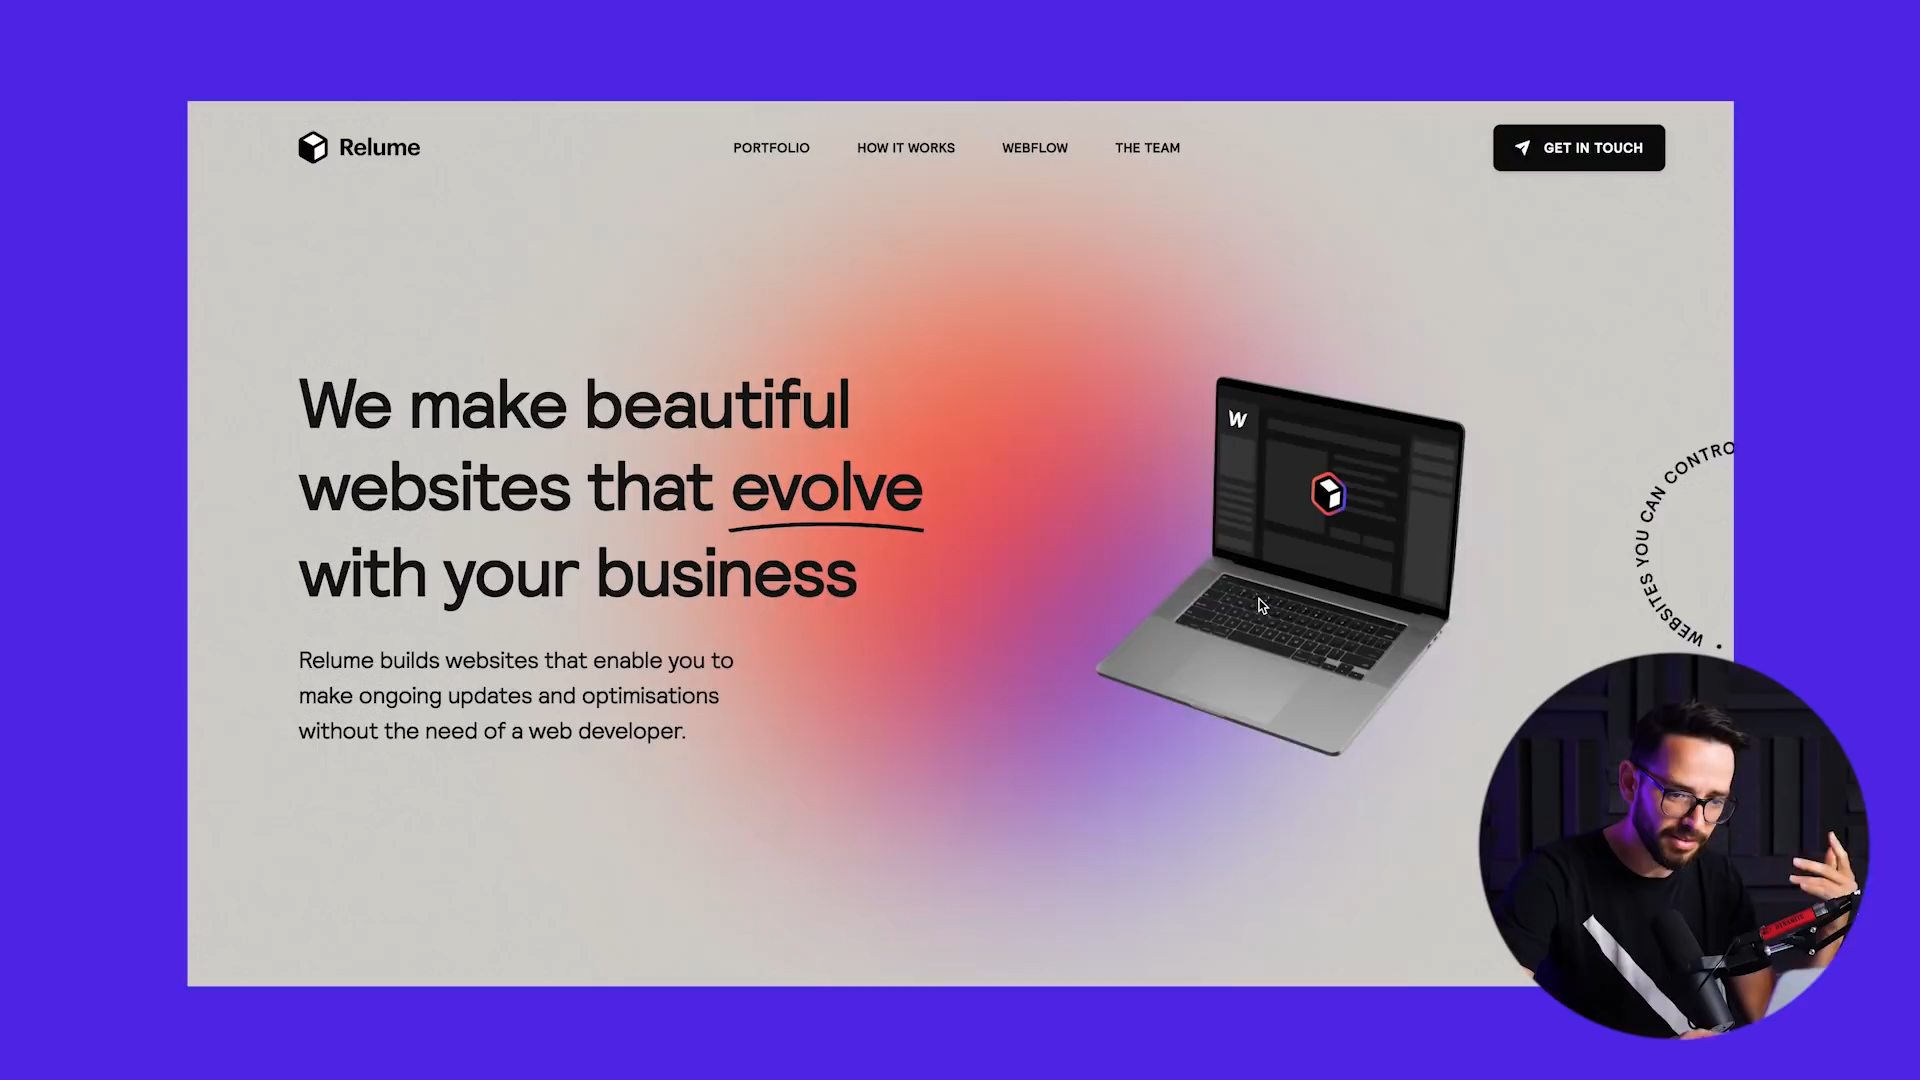 Relume
PORTFOLIO
HOW IT WORKS
WEBFLOW
THE TEAM
GET IN TOUCH
We make beautiful
websites that evolve
with your business
Relume builds websites that enable you to
make ongoing updates and optimisations
without the need of a web developer.
W
WEBSITES YOU CAN CONTRO